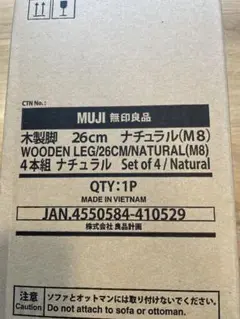 CTN No.:
MUJI 無印良品
木製脚 26cm ナチュラル(M8)
WOODEN LEG/26CM/NATURAL(M8)
4本組 ナチュラル Set of 4 / Natural
QTY: 1P
MADE IN VIETNAM
JAN.4550584-410529
株式会社 良品計画
注意 ソファとオットマンには取り付けないでください。
Caution Do not attach to sofa or ottoman.